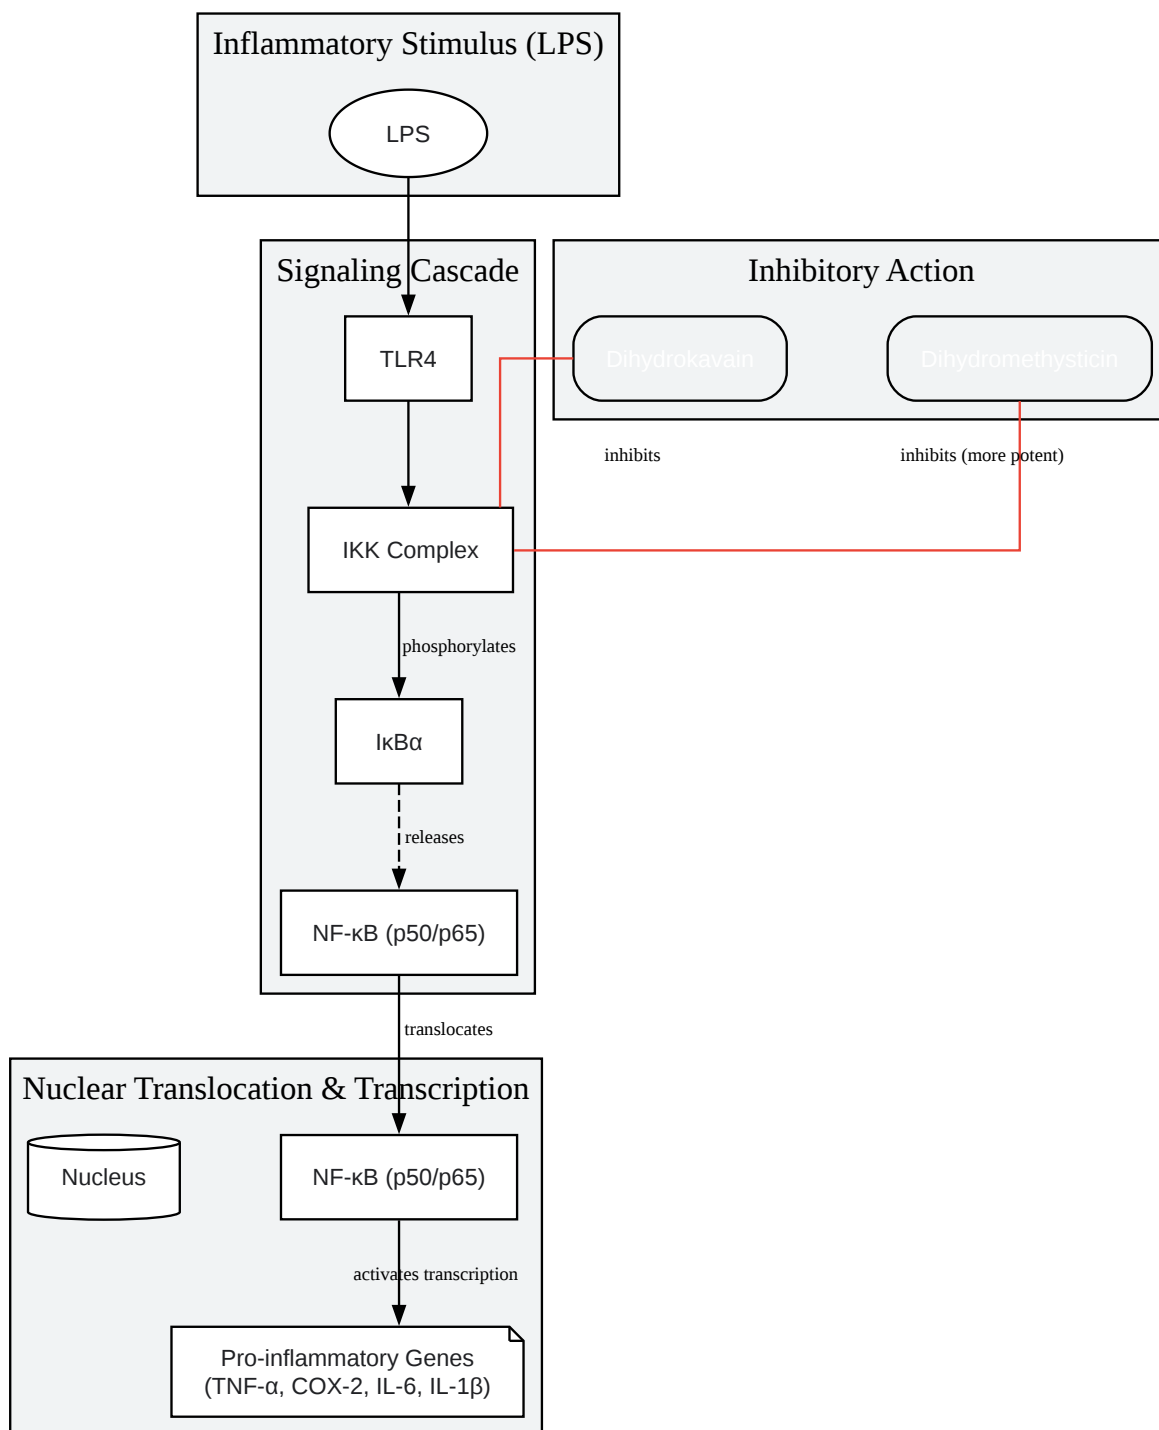 Inflammatory Stimulus (LPS)
LPS
Signaling Cascade
Inhibitory Action
TLR4
Dihydrokavain
Dihydromethysticin
inhibits
inhibits (more potent)
IKK Complex
phosphorylates
IκBα
releases
NF-κB (p50/p65)
translocates
Nuclear Translocation & Transcription
Nucleus
NF-κB (p50/p65)
activates transcription
Pro-inflammatory Genes
(TNF-α, COX-2, IL-6, IL-1β)